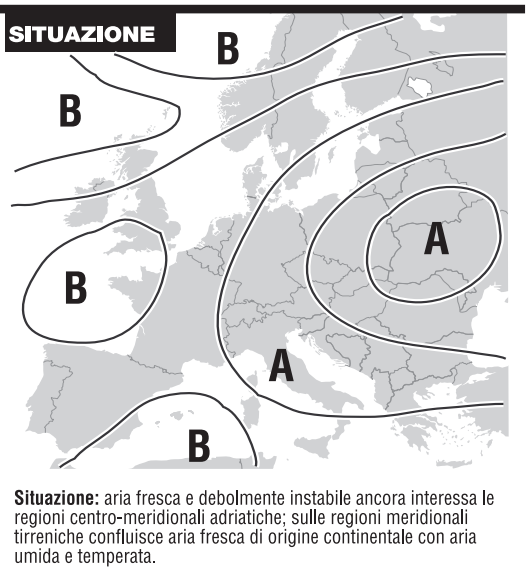 SITUAZIONE
B
B
A
B
A
B
Situazione: aria fresca e debolmente instabile ancora interessa le
regioni centro-meridionali adriatiche; sulle regioni meridionali
tirreniche confluisce aria fresca di origine continentale con aria
umida e temperata.